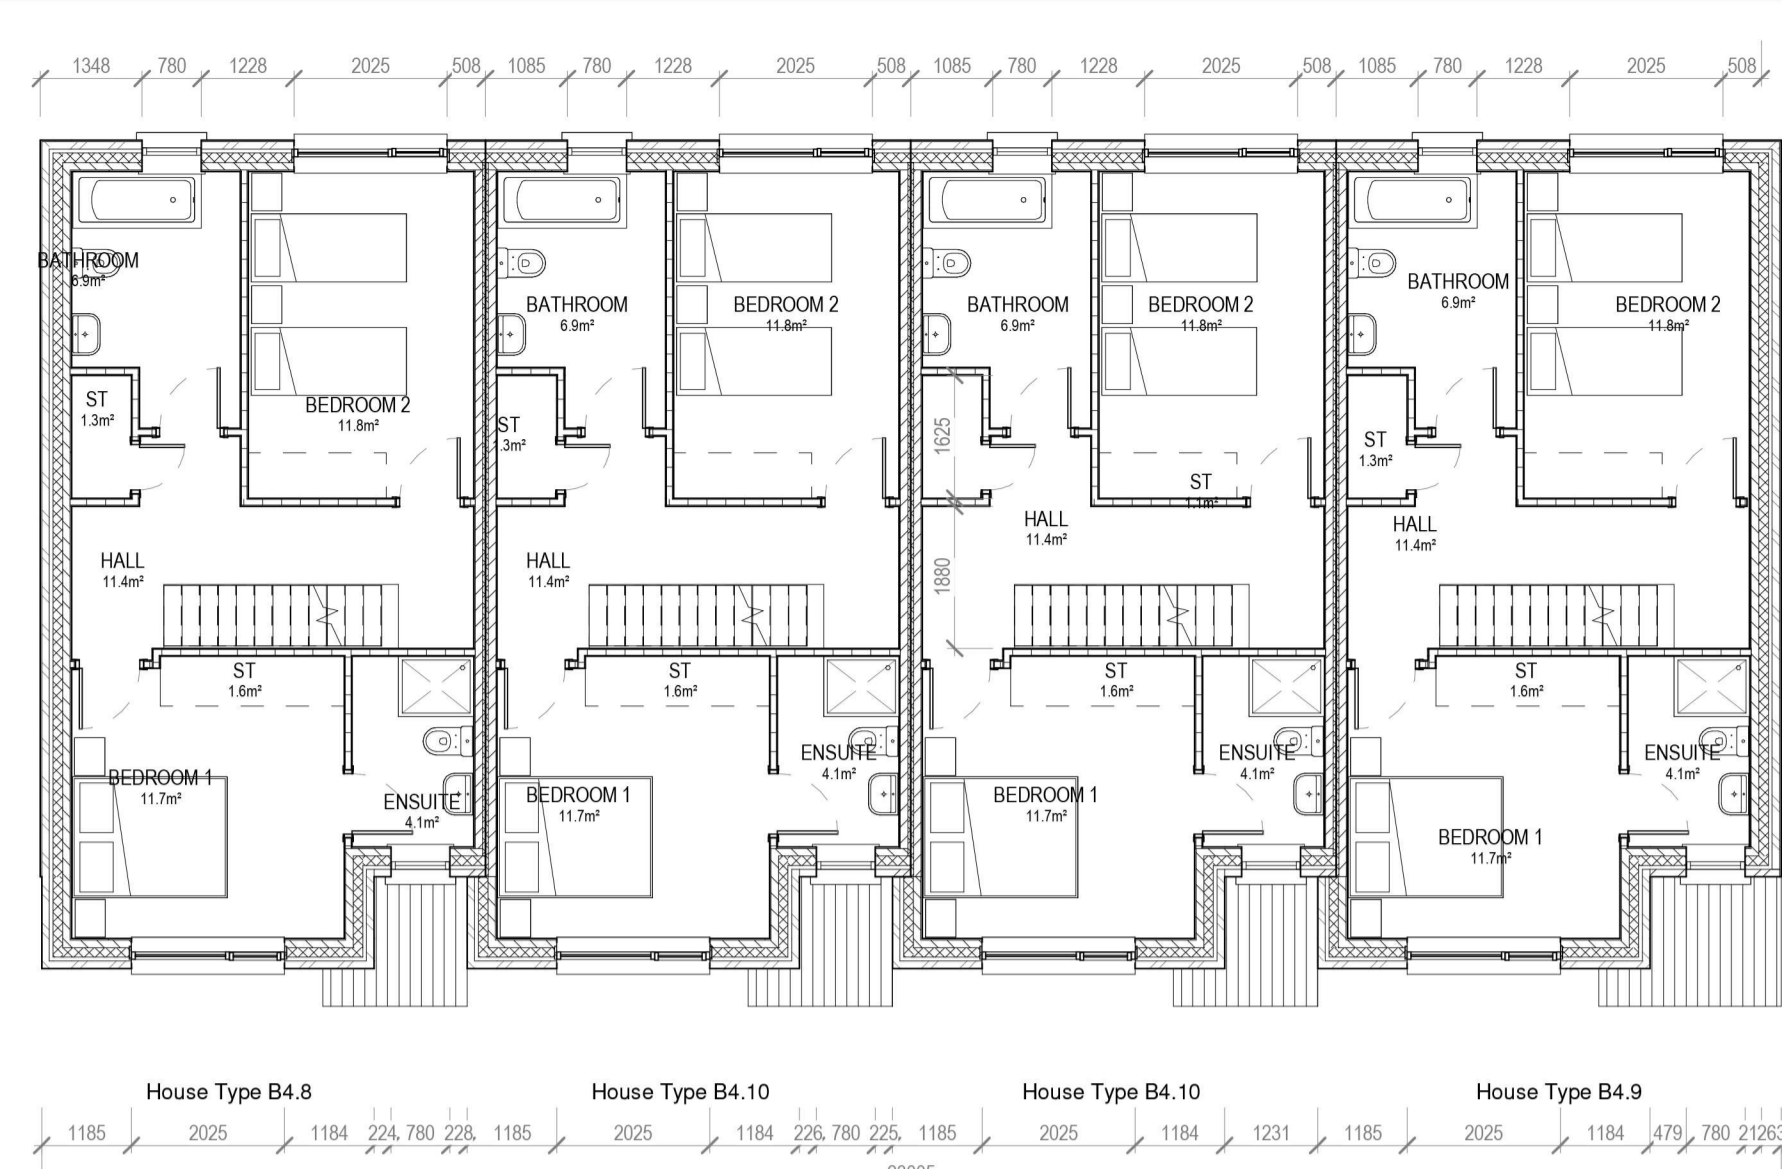 1348 780 1228 2025 508 1085 780 1228 2025 508 1085 780 1228 2025 508 1085 780 1228 2025 508
BATHROOM
6.9m²
BATHROOM
6.9m²
BATHROOM
6.9m²
BATHROOM
6.9m²
BEDROOM 2
11.8m²
BEDROOM 2
11.8m²
BEDROOM 2
11.8m²
BEDROOM 2
11.8m²
ST
1.3m²
ST
.3m²
1625
ST
1.1m²
ST
1.3m²
HALL
11.4m²
HALL
11.4m²
HALL
11.4m²
HALL
11.4m²
1880
ST
1.6m²
ST
1.6m²
ST
1.6m²
ST
1.6m²
BEDROOM 1
11.7m²
ENSUITE
4.1m²
BEDROOM 1
11.7m²
ENSUITE
4.1m²
BEDROOM 1
11.7m²
ENSUITE
4.1m²
BEDROOM 1
11.7m²
ENSUITE
4.1m²
House Type B4.8 House Type B4.10 House Type B4.10 House Type B4.9
1185 2025 1184 224, 780 228, 1185 2025 1184 226, 780 225, 1185 2025 1184 1231 1185 2025 1184 479 780 21263